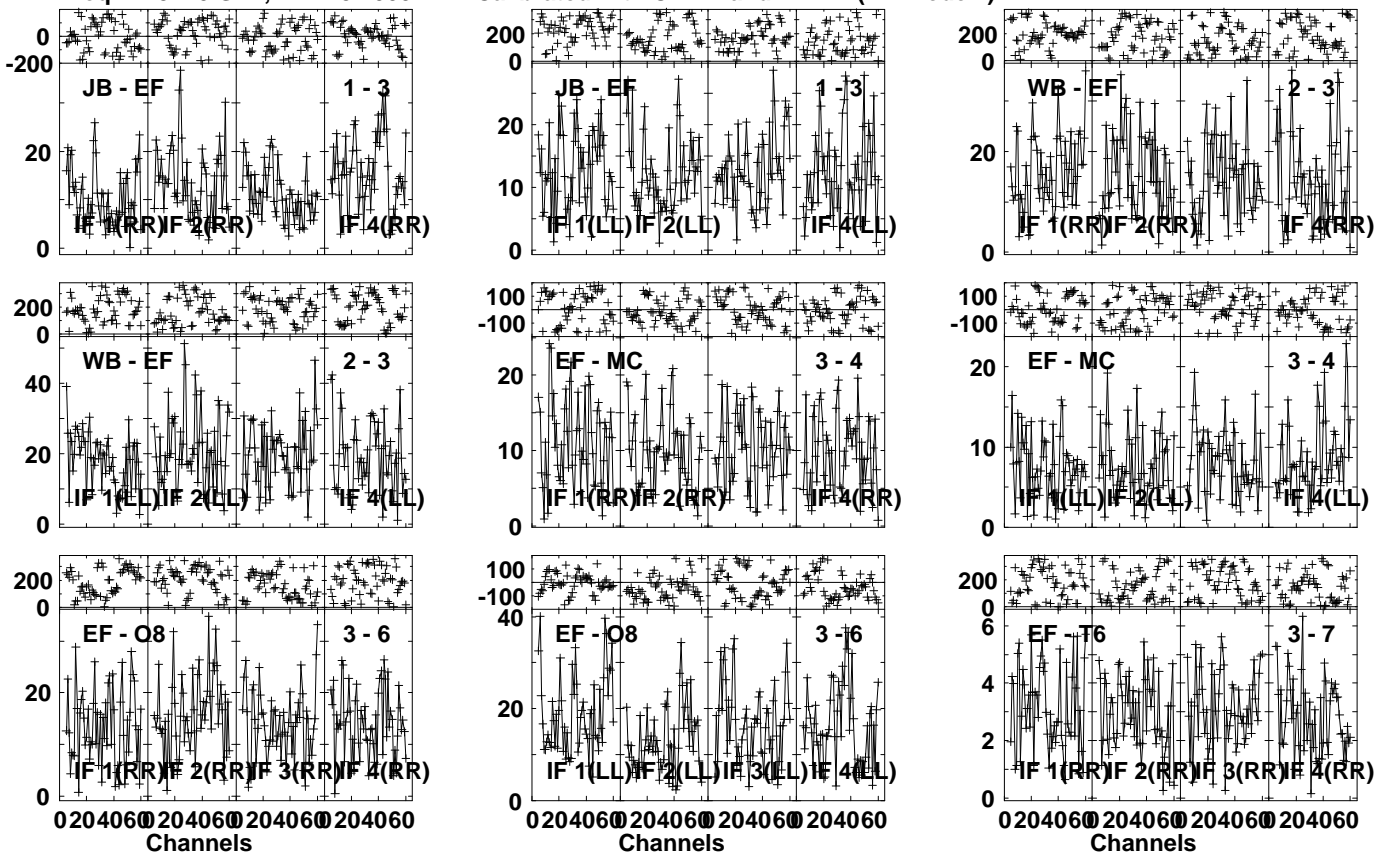 0
-200
JB - EF 1 - 3
20
0
IF 1(RR) IF 2(RR) IF 4(RR)
200
0
JB - EF 1 - 3
20
10
0
IF 1(LL) IF 2(LL) IF 4(LL)
200
0
WB - EF 2 - 3
20
0
IF 1(RR) IF 2(RR) IF 4(RR)
200
0
WB - EF 2 - 3
40
20
0
IF 1(LL) IF 2(LL) IF 4(LL)
100
-100
EF - MC 3 - 4
20
10
0
IF 1(RR) IF 2(RR) IF 4(RR)
100
-100
EF - MC 3 - 4
20
10
0
IF 1(LL) IF 2(LL) IF 4(LL)
200
0
EF - O8 3 - 6
20
0
IF 1(RR) IF 2(RR) IF 3(RR) IF 4(RR)
0 20 40 60 0 20 40 60 0 20 40 60 0 20 40 60
Channels
100
-100
40
EF - O8 3 - 6
20
0
IF 1(LL) IF 2(LL) IF 3(LL) IF 4(LL)
0 20 40 60 0 20 40 60 0 20 40 60 0 20 40 60
Channels
200
0
6
EF - T6 3 - 7
4
2
0
IF 1(RR) IF 2(RR) IF 3(RR) IF 4(RR)
0 20 40 60 0 20 40 60 0 20 40 60 0 20 40 60
Channels